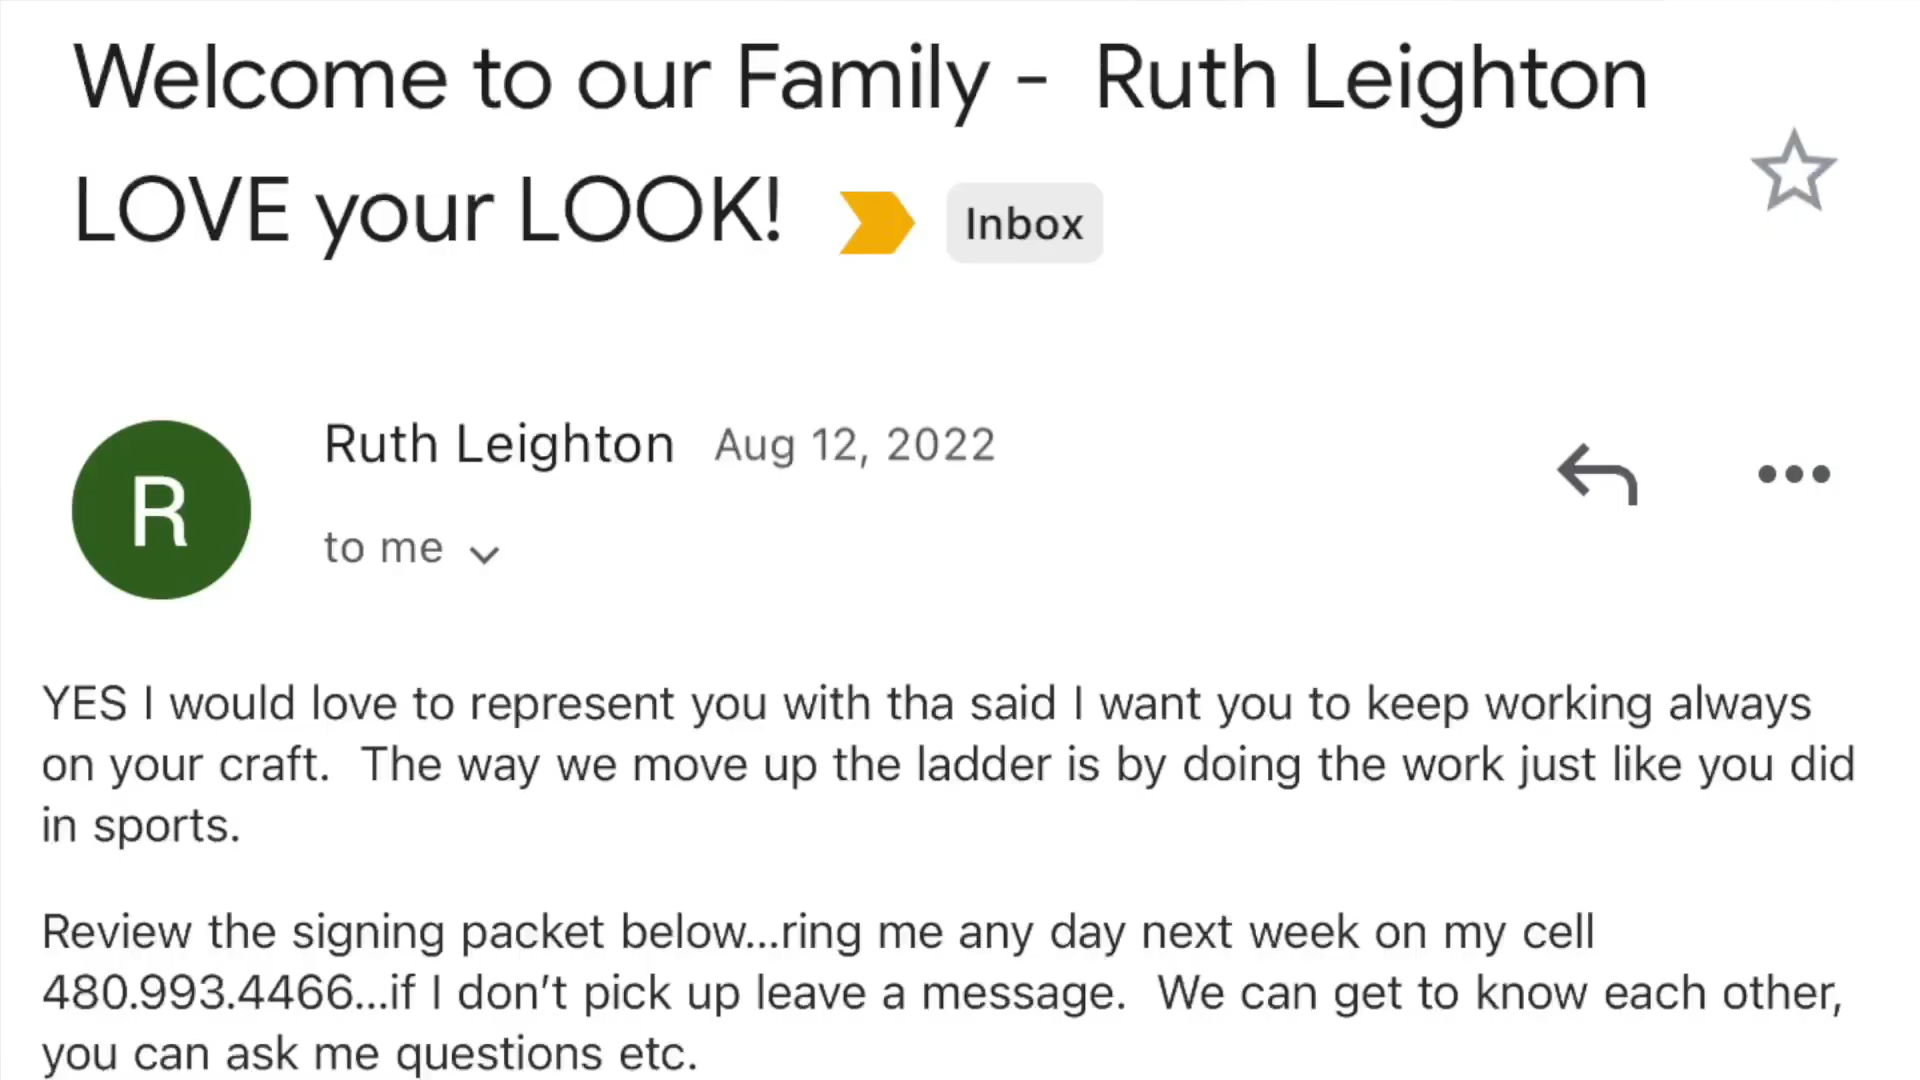 Welcome to our Family -  Ruth Leighton
LOVE your LOOK!
Inbox
R
Ruth Leighton Aug 12, 2022
to me
YES I would love to represent you with tha said I want you to keep working always
on your craft.  The way we move up the ladder is by doing the work just like you did
in sports.
Review the signing packet below...ring me any day next week on my cell
480.993.4466...if I don’t pick up leave a message.  We can get to know each other,
you can ask me questions etc.